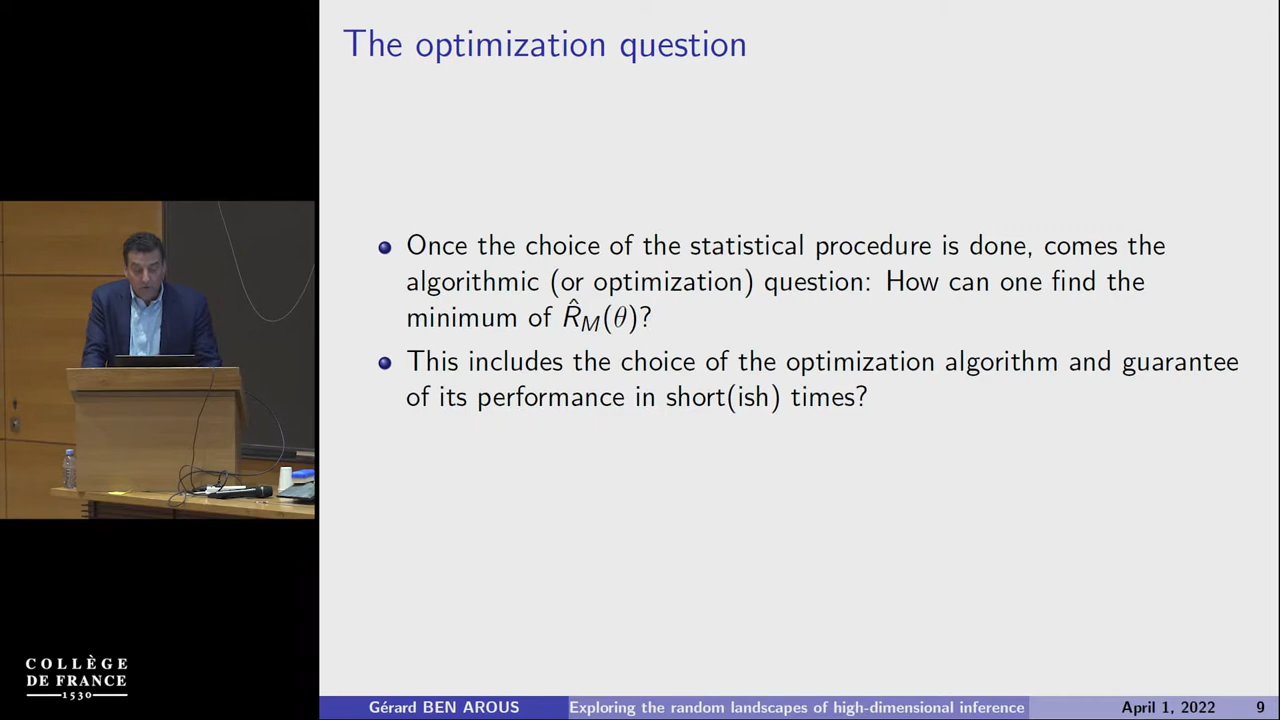 The optimization question
Once the choice of the statistical procedure is done, comes the
algorithmic (or optimization) question: How can one find the
minimum of R̂_M(θ)?
This includes the choice of the optimization algorithm and guarantee
of its performance in short(ish) times?
COLLÈGE
DE FRANCE
1530
Gérard BEN AROUS Exploring the random landscapes of high-dimensional inference April 1, 2022 9